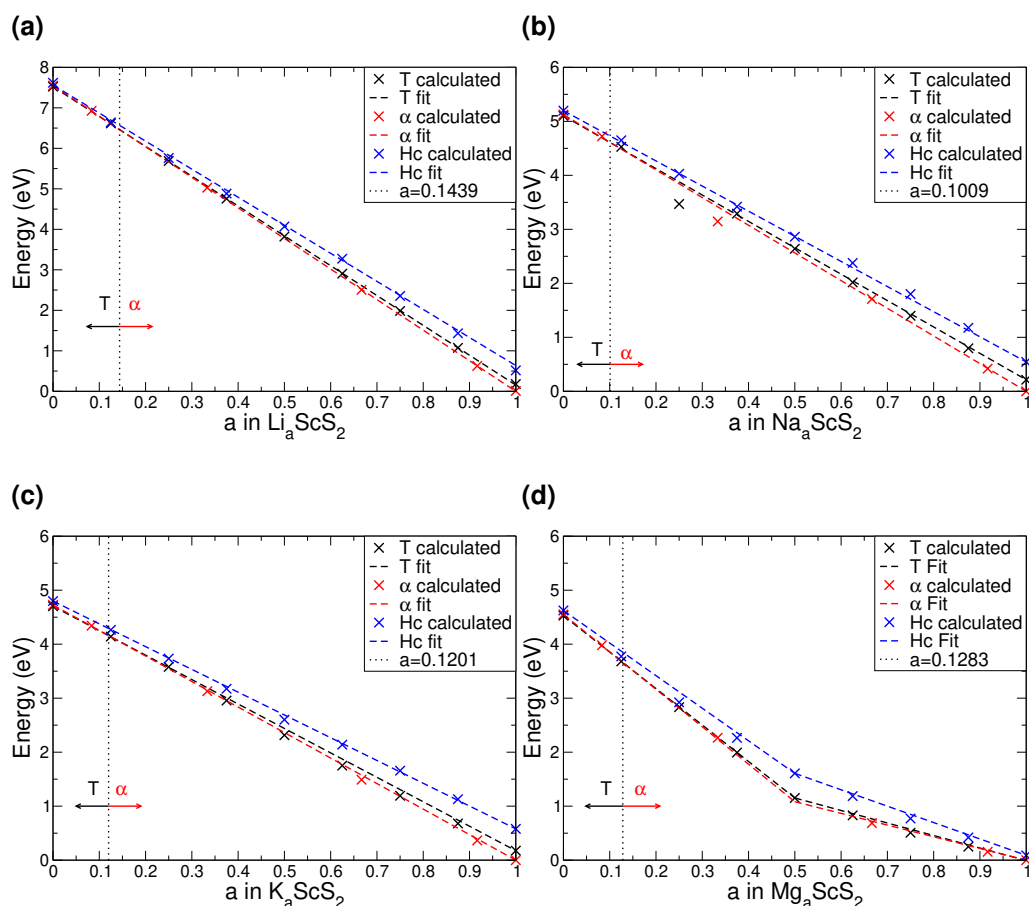 (a)
8
7
6
5
4
3
2
1
0
Energy (eV)
0 0.1 0.2 0.3 0.4 0.5 0.6 0.7 0.8 0.9 1
a in Li_aScS_2
T calculated
T fit
α calculated
α fit
Hc calculated
Hc fit
a=0.1439
T α
(b)
6
5
4
3
2
1
0
Energy (eV)
0 0.1 0.2 0.3 0.4 0.5 0.6 0.7 0.8 0.9 1
a in Na_aScS_2
T calculated
T fit
α calculated
α fit
Hc calculated
Hc fit
a=0.1009
T α
(c)
6
5
4
3
2
1
0
Energy (eV)
0 0.1 0.2 0.3 0.4 0.5 0.6 0.7 0.8 0.9 1
a in K_aScS_2
T calculated
T fit
α calculated
α fit
Hc calculated
Hc fit
a=0.1201
T α
(d)
6
5
4
3
2
1
0
Energy (eV)
0 0.1 0.2 0.3 0.4 0.5 0.6 0.7 0.8 0.9 1
a in Mg_aScS_2
T calculated
T Fit
α calculated
α Fit
Hc calculated
Hc Fit
a=0.1283
T α